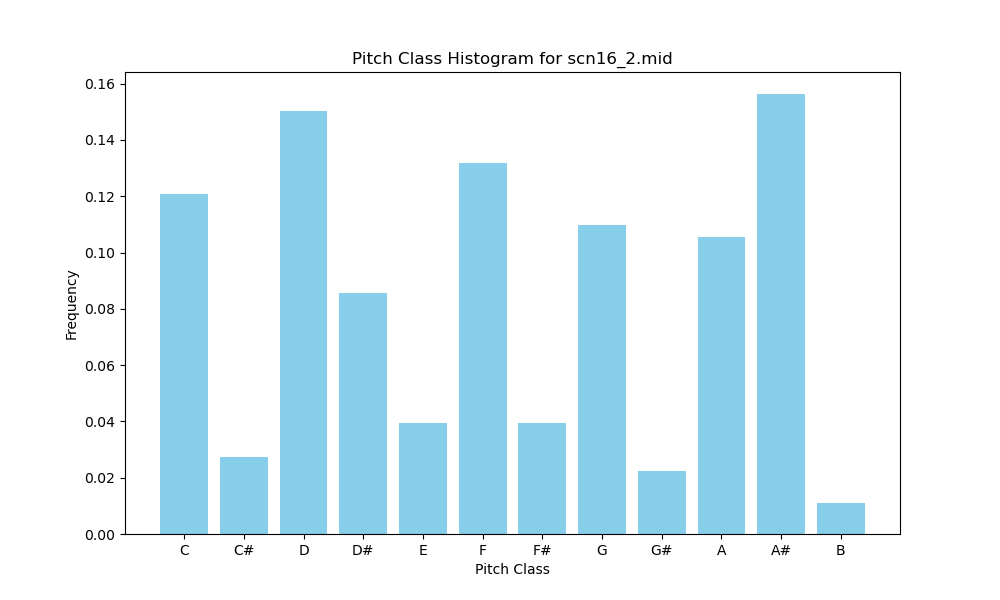 Pitch Class Histogram for scn16_2.mid
Frequency
0.16
0.14
0.12
0.10
0.08
0.06
0.04
0.02
0.00
C C# D D# E F F# G G# A A# B
Pitch Class